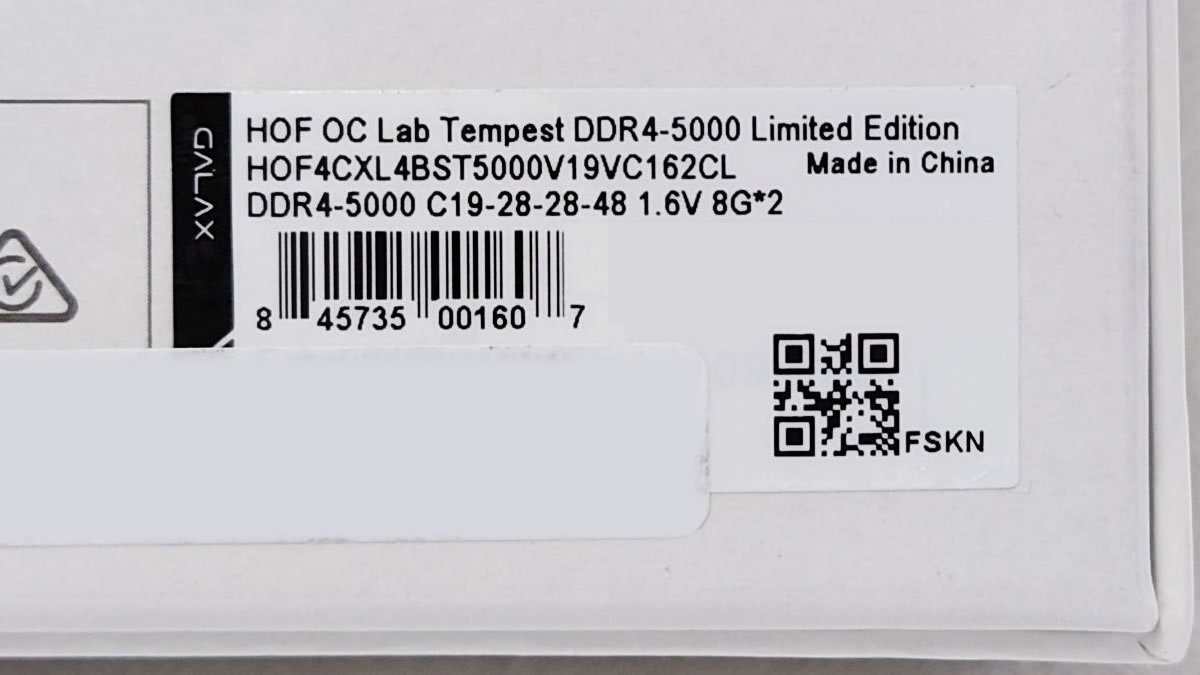 GALAX
HOF OC Lab Tempest DDR4-5000 Limited Edition
HOF4CXL4BST5000V19VC162CL Made in China
DDR4-5000 C19-28-28-48 1.6V 8G*2
8 45735 00160 7
FSKN